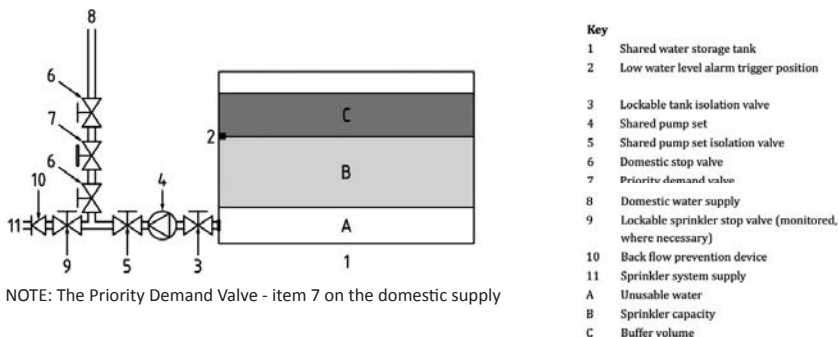 8
6
7
6
10
4
11
9
5
3
2
C
B
A
1
NOTE: The Priority Demand Valve - item 7 on the domestic supply
Key
1 Shared water storage tank
2 Low water level alarm trigger position
3 Lockable tank isolation valve
4 Shared pump set
5 Shared pump set isolation valve
6 Domestic stop valve
7 Priority demand valve
8 Domestic water supply
9 Lockable sprinkler stop valve (monitored,
where necessary)
10 Back flow prevention device
11 Sprinkler system supply
A Unusable water
B Sprinkler capacity
C Buffer volume